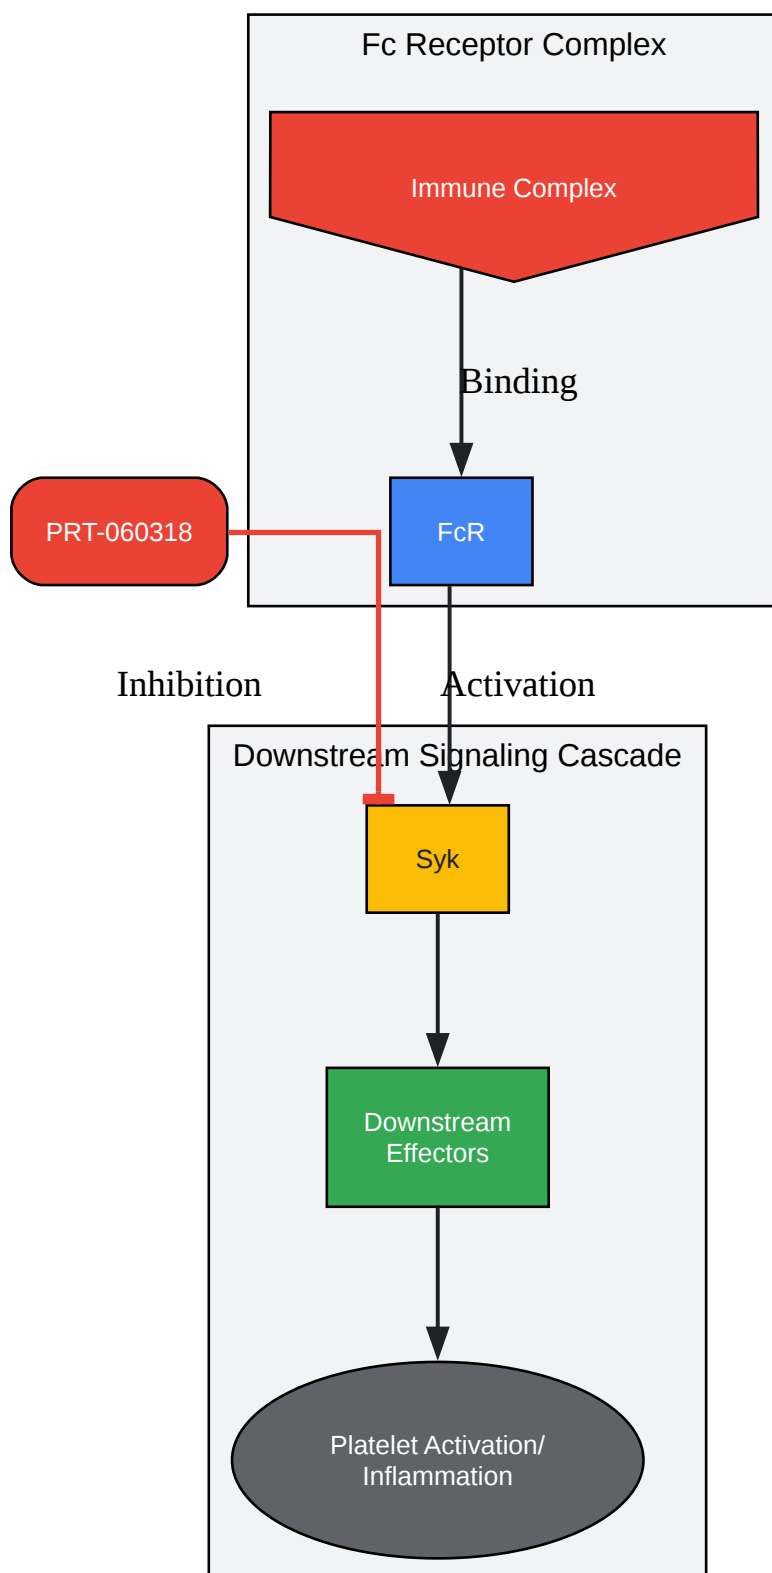 Fc Receptor Complex
Immune Complex
Binding
PRT-060318
FcR
Inhibition
Activation
Downstream Signaling Cascade
Syk
Downstream
Effectors
Platelet Activation/
Inflammation